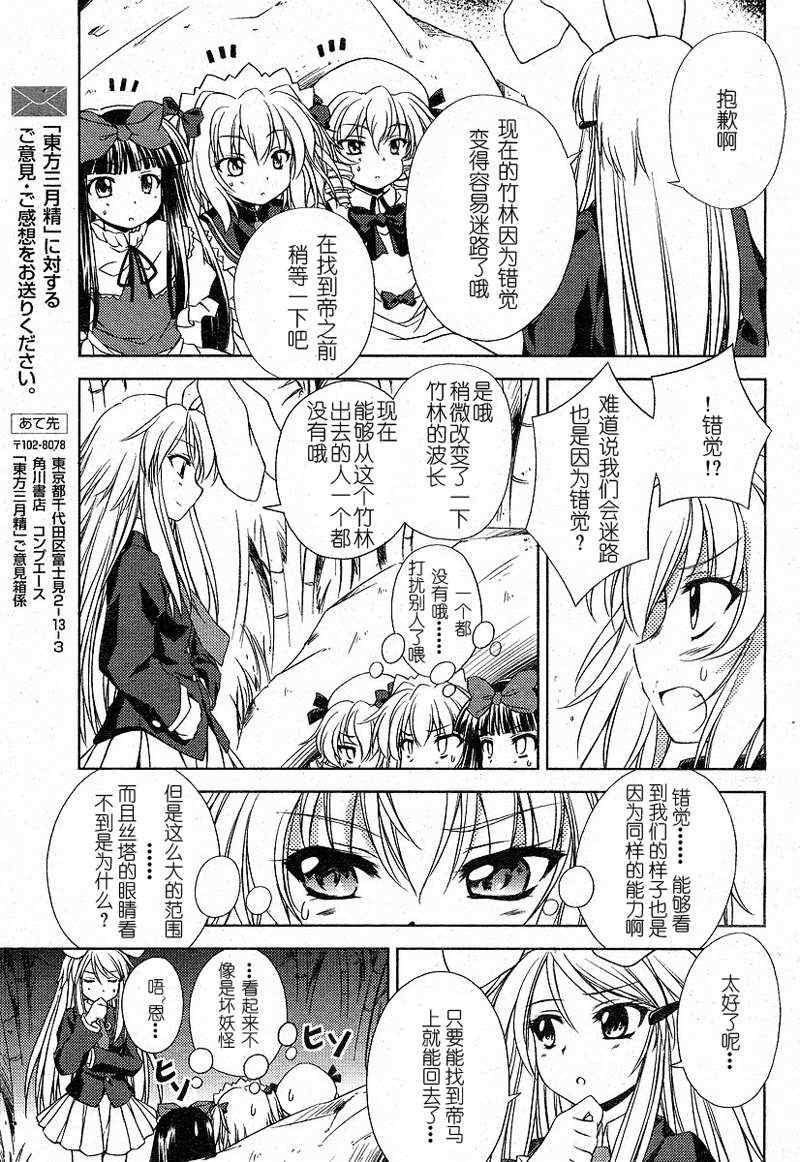 抱歉啊
现在的竹林因为错觉
变得容易迷路了哦
在找到帝之前
稍等一下吧
!
错觉!?
难道说我们会迷路
也是因为错觉？
是哦
稍微改变了一下
竹林的波长
现在
能够从这个竹林
出去的人一个都
没有哦
一个都
没有哦……
打扰别人了喂
错觉…… 能够看
到我们的样子也是
因为同样的能力啊
但是这么大的范围
……
而且丝塔的眼睛看
不到是为什么？
太好了呢…
只要能找到帝马
上就能回去了…
…看起来不
像是坏妖怪
唔,恩…
ヒソ
ヒソ
「東方三月精」に対する
ご意見・ご感想をお送りください。
あて先
〒102-8078
東京都千代田区富士見2-13-3
角川書店 コンプエース
「東方三月精」ご意見箱係